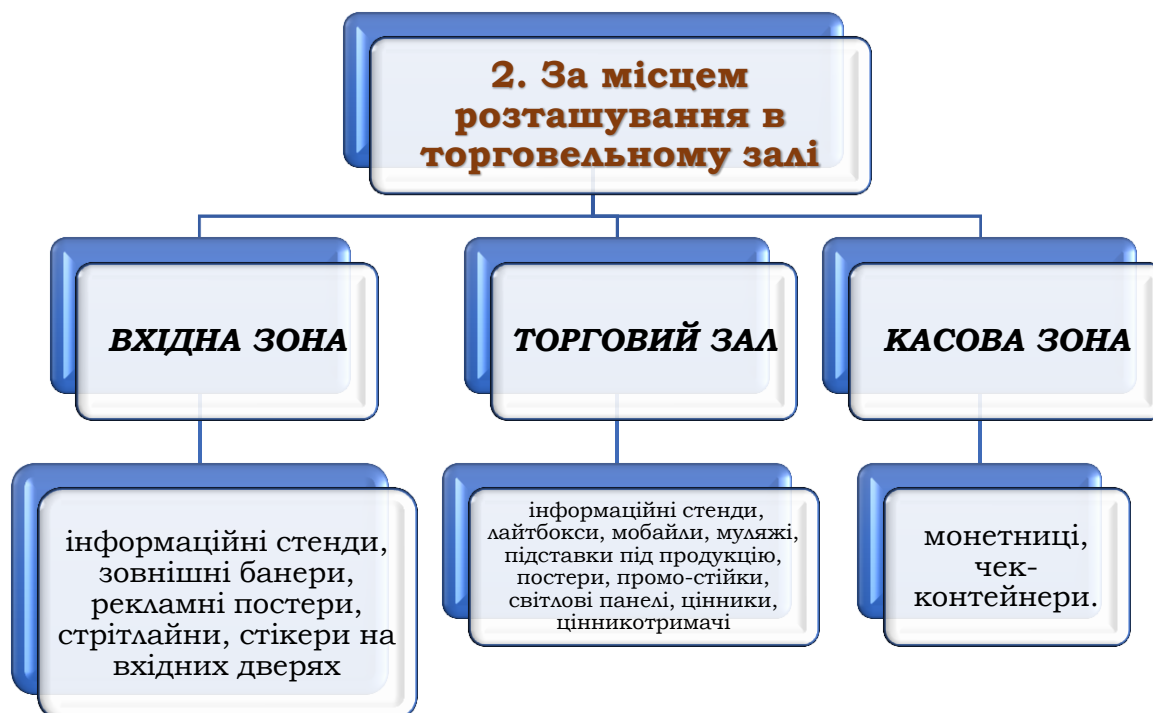 2. За місцем
розташування в
торговельному залі
ВХІДНА ЗОНА
ТОРГОВИЙ ЗАЛ
КАСОВА ЗОНА
інформаційні стенди,
зовнішні банери,
рекламні постери,
стрітлайни, стікери на
вхідних дверях
інформаційні стенди,
лайтбокси, мобайли, муляжі,
підставки під продукцію,
постери, промо-стійки,
світлові панелі, цінники,
цінникотримачі
монетниці,
чек-
контейнери.